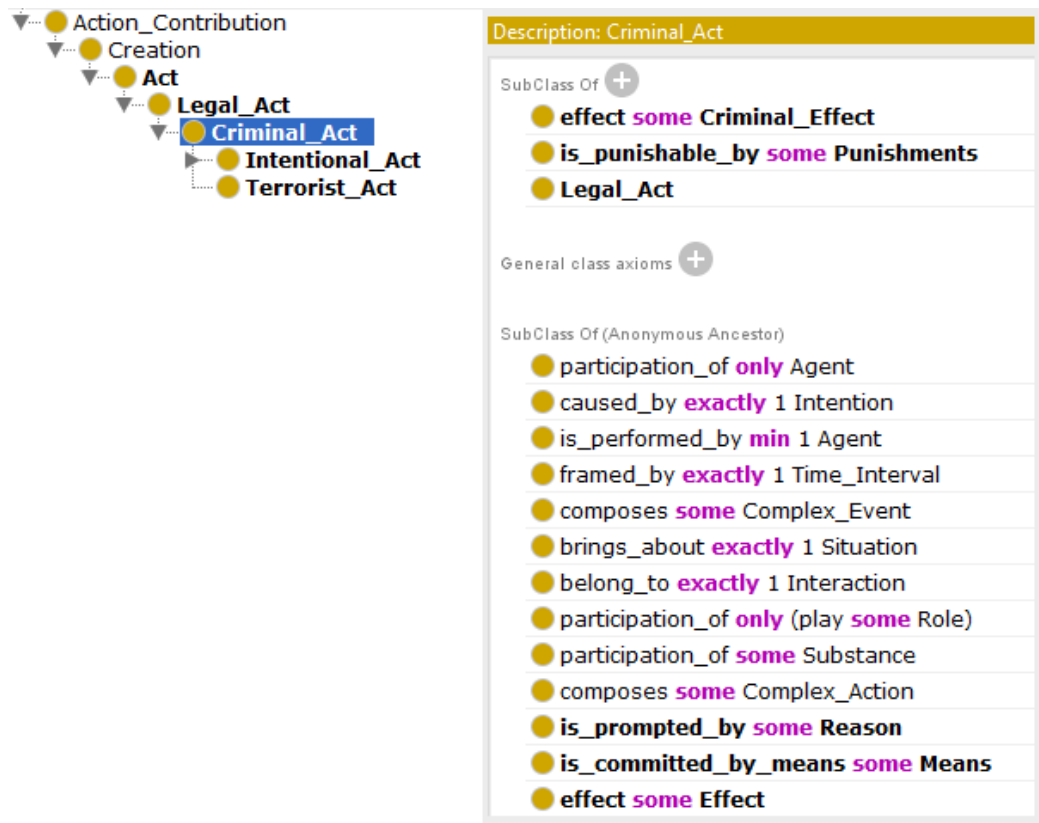 Action_Contribution
Creation
Act
Legal_Act
Criminal_Act
Intentional_Act
Terrorist_Act
Description: Criminal_Act
SubClass Of
effect some Criminal_Effect
is_punishable_by some Punishments
Legal_Act
General class axioms
SubClass Of (Anonymous Ancestor)
participation_of only Agent
caused_by exactly 1 Intention
is_performed_by min 1 Agent
framed_by exactly 1 Time_Interval
composes some Complex_Event
brings_about exactly 1 Situation
belong_to exactly 1 Interaction
participation_of only (play some Role)
participation_of some Substance
composes some Complex_Action
is_prompted_by some Reason
is_committed_by_means some Means
effect some Effect